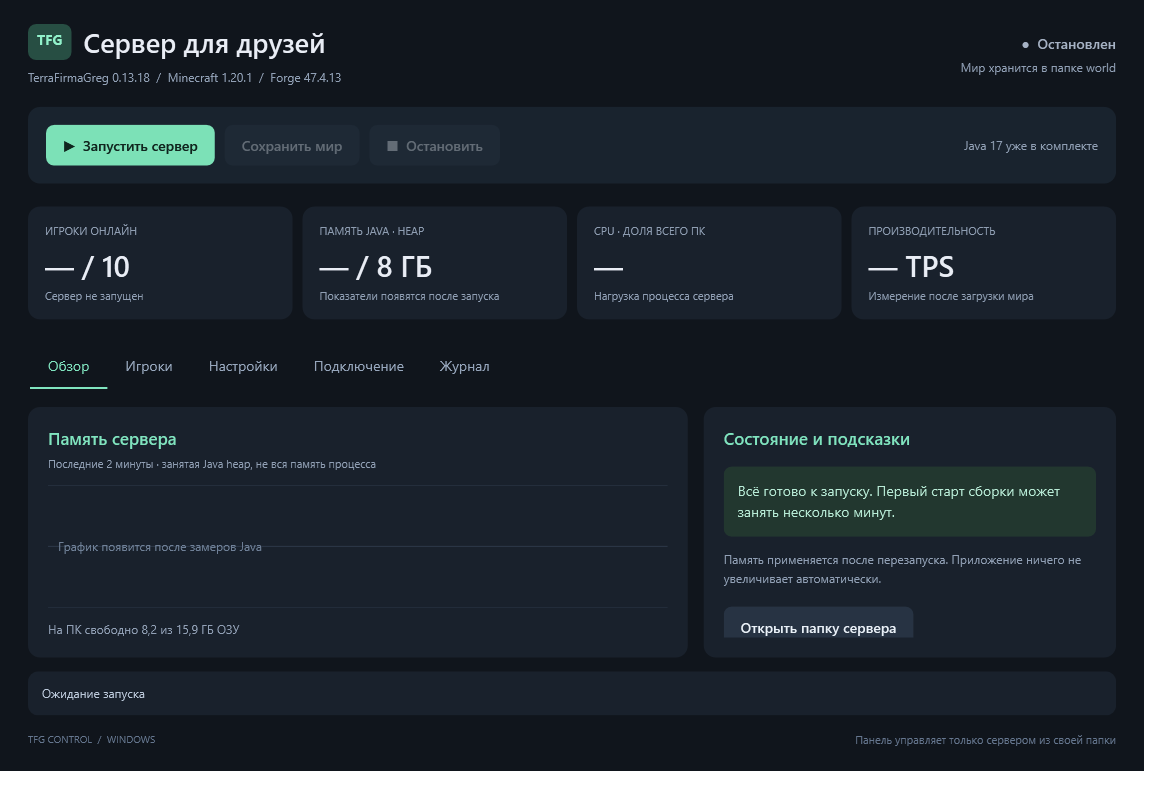 TFG
Сервер для друзей
● Остановлен
TerraFirmaGreg 0.13.18 / Minecraft 1.20.1 / Forge 47.4.13
Мир хранится в папке world
▶ Запустить сервер
Сохранить мир
■ Остановить
Java 17 уже в комплекте
ИГРОКИ ОНЛАЙН
— / 10
Сервер не запущен
ПАМЯТЬ JAVA · HEAP
— / 8 ГБ
Показатели появятся после запуска
CPU · ДОЛЯ ВСЕГО ПК
—
Нагрузка процесса сервера
ПРОИЗВОДИТЕЛЬНОСТЬ
— TPS
Измерение после загрузки мира
Обзор
Игроки
Настройки
Подключение
Журнал
Память сервера
Последние 2 минуты · занятая Java heap, не вся память процесса
График появится после замеров Java
На ПК свободно 8,2 из 15,9 ГБ ОЗУ
Состояние и подсказки
Всё готово к запуску. Первый старт сборки может
занять несколько минут.
Память применяется после перезапуска. Приложение ничего не
увеличивает автоматически.
Открыть папку сервера
Ожидание запуска
TFG CONTROL / WINDOWS
Панель управляет только сервером из своей папки